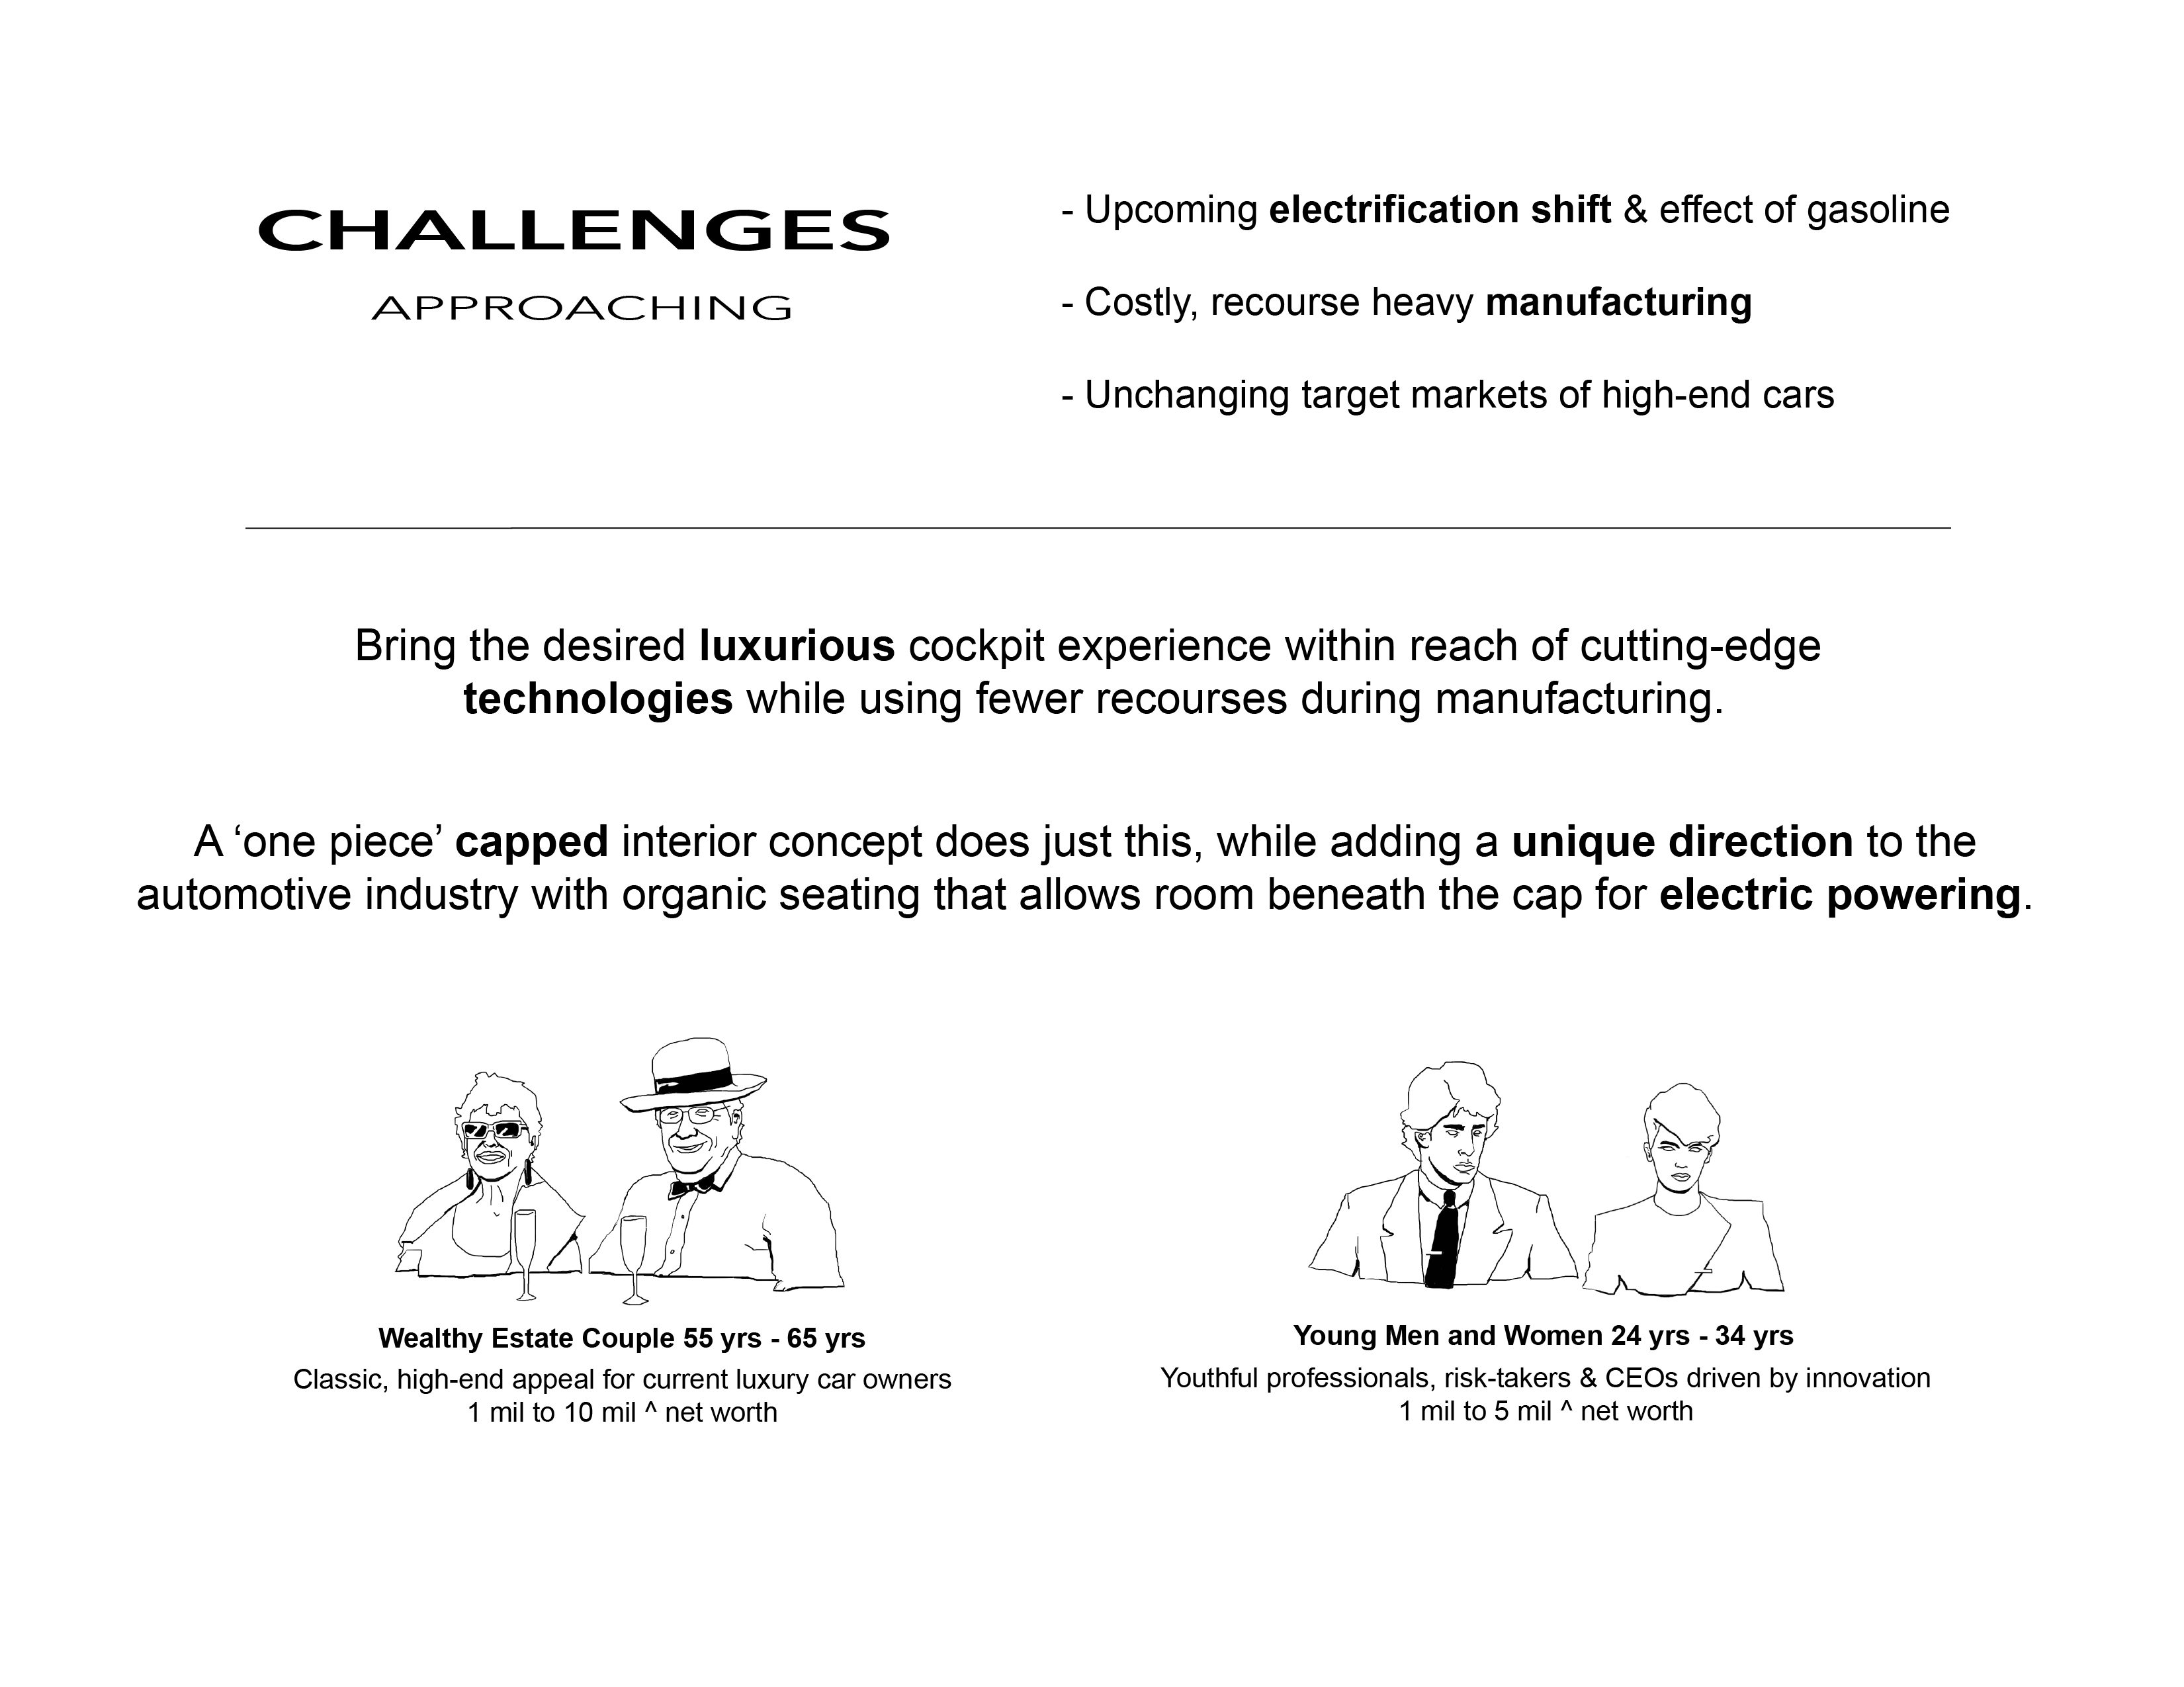 CHALLENGES
APPROACHING
- Upcoming electrification shift & effect of gasoline
- Costly, recourse heavy manufacturing
- Unchanging target markets of high-end cars
Bring the desired luxurious cockpit experience within reach of cutting-edge
technologies while using fewer recourses during manufacturing.
A ‘one piece’ capped interior concept does just this, while adding a unique direction to the
automotive industry with organic seating that allows room beneath the cap for electric powering.
Wealthy Estate Couple 55 yrs - 65 yrs
Classic, high-end appeal for current luxury car owners
1 mil to 10 mil ^ net worth
Young Men and Women 24 yrs - 34 yrs
Youthful professionals, risk-takers & CEOs driven by innovation
1 mil to 5 mil ^ net worth